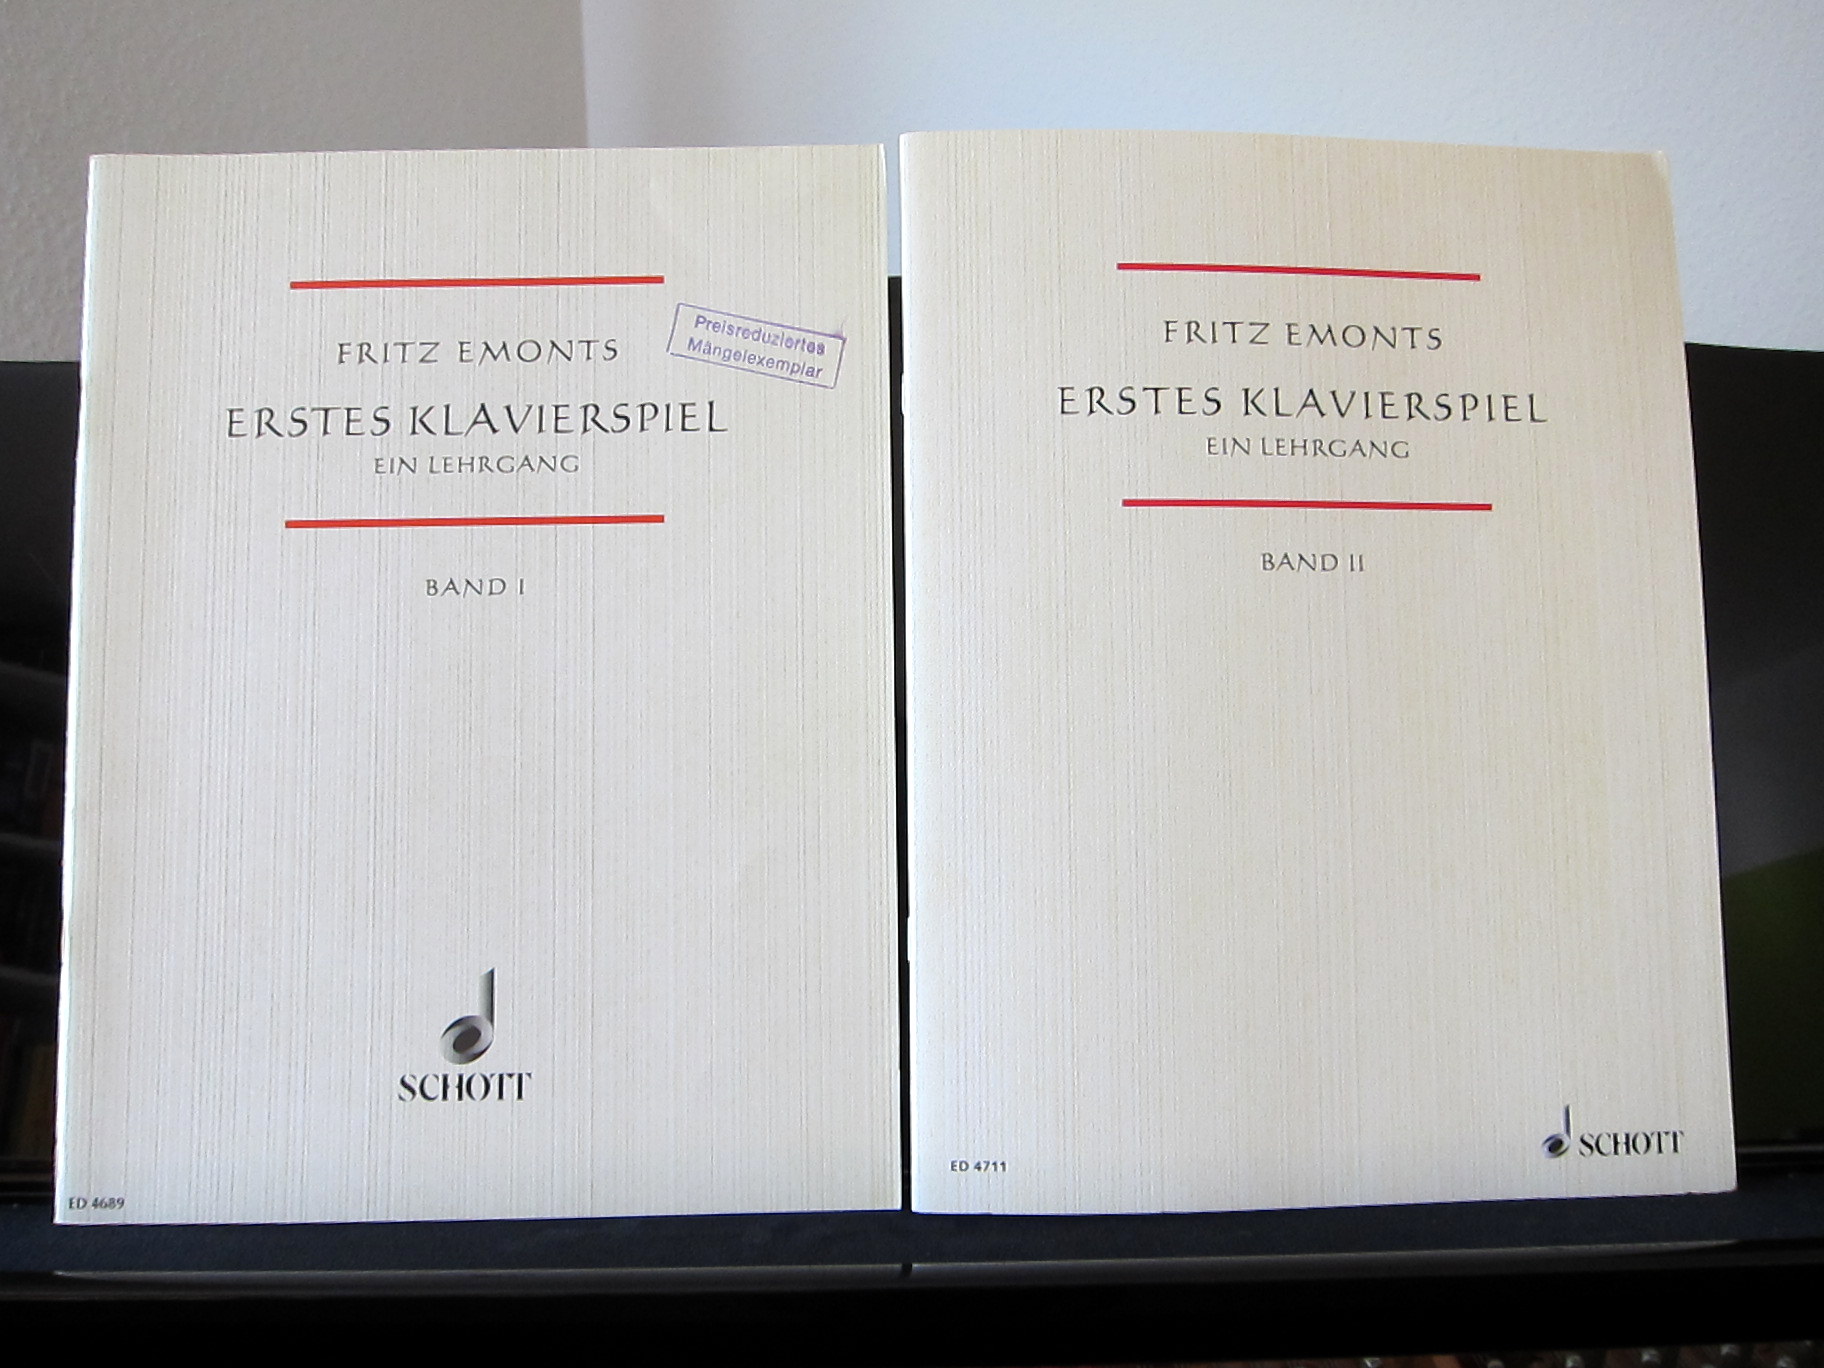 FRITZ EMONTS
Preisreduziertes
Mängelexemplar
ERSTES KLAVIERSPIEL
EIN LEHRGANG
BAND I
SCHOTT
ED 4689
FRITZ EMONTS
ERSTES KLAVIERSPIEL
EIN LEHRGANG
BAND II
ED 4711
SCHOTT